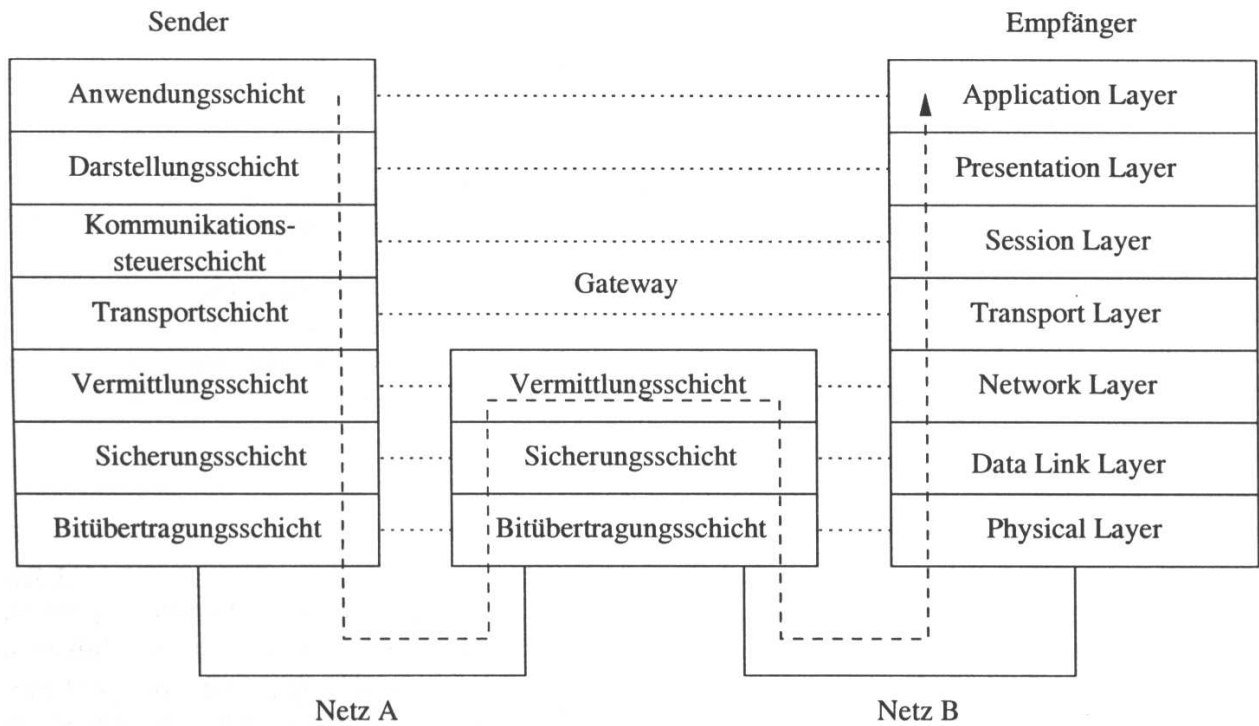 Sender
Empfänger
Anwendungsschicht
Application Layer
Darstellungsschicht
Presentation Layer
Kommunikations-
steuerschicht
Session Layer
Gateway
Transportschicht
Transport Layer
Vermittlungsschicht
Vermittlungsschicht
Network Layer
Sicherungsschicht
Sicherungsschicht
Data Link Layer
Bitübertragungsschicht
Bitübertragungsschicht
Physical Layer
Netz A
Netz B